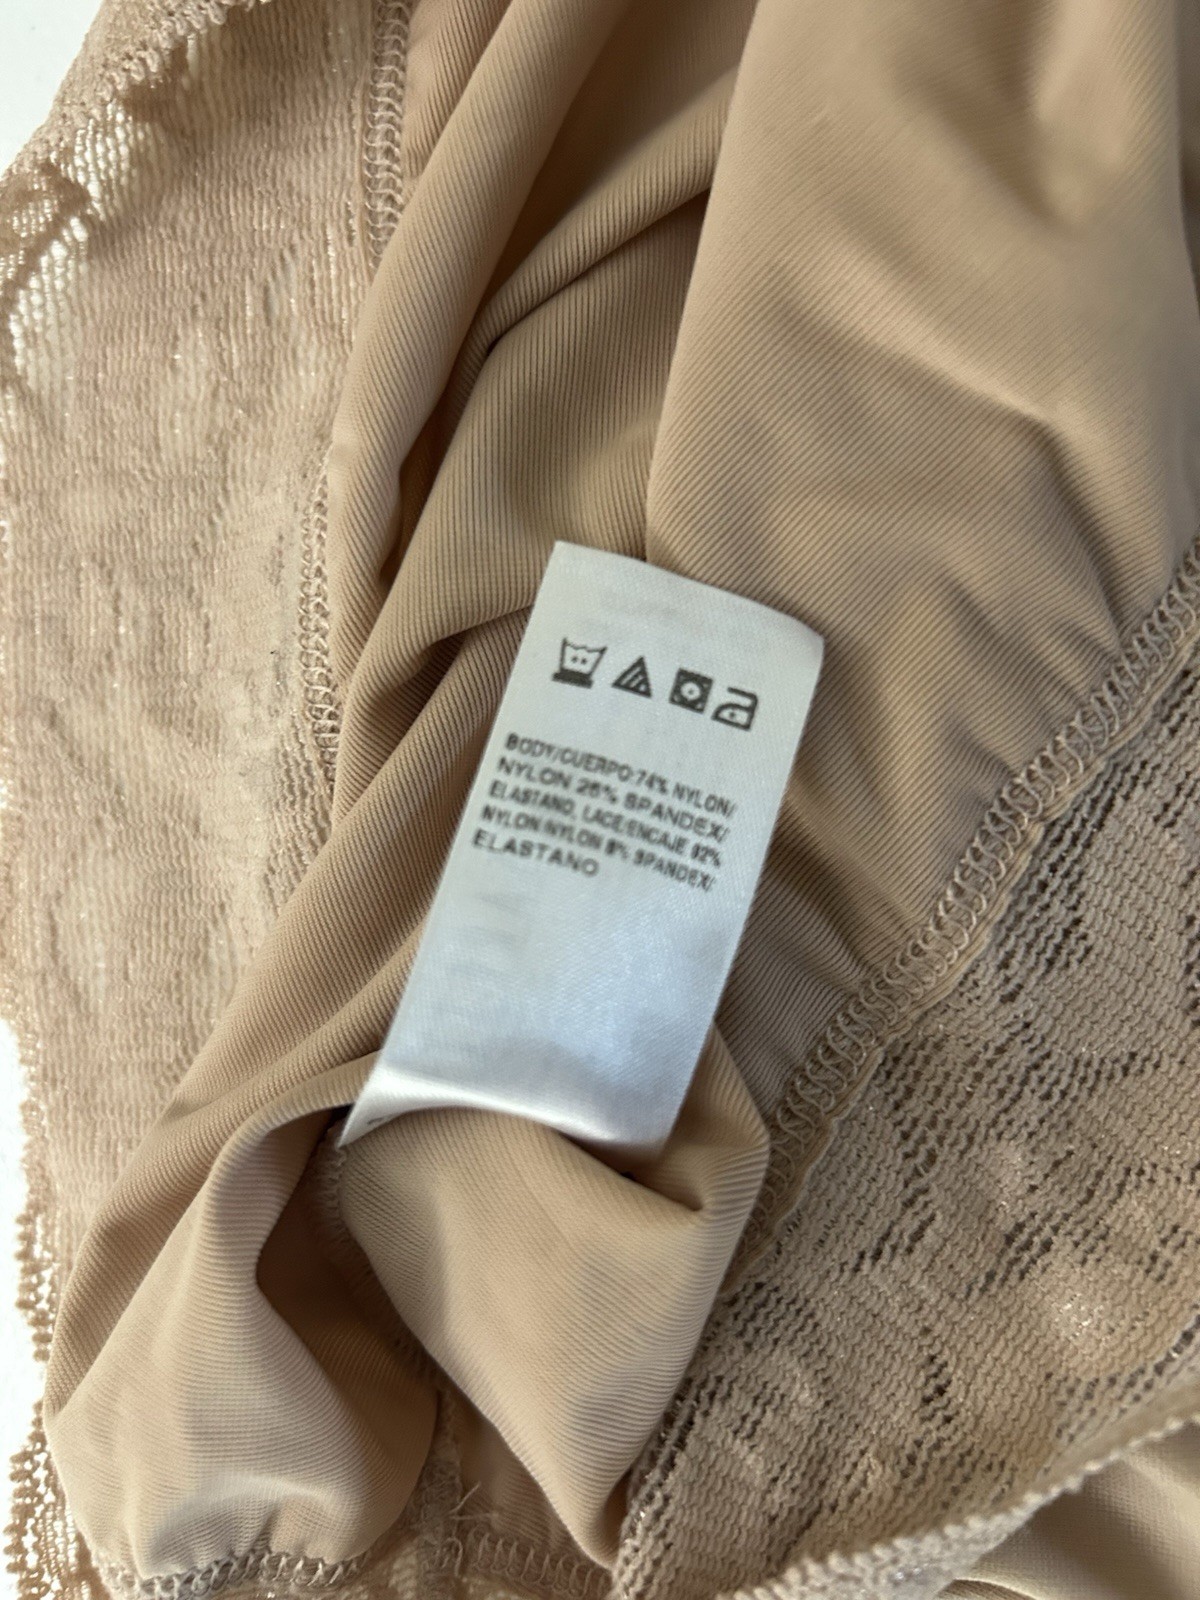 BODY/CUERPO:74% NYLON/
NYLON 26% SPANDEX/
ELASTANO, LACE/ENCAJE 92%
NYLON/NYLON 8% SPANDEX/
ELASTANO